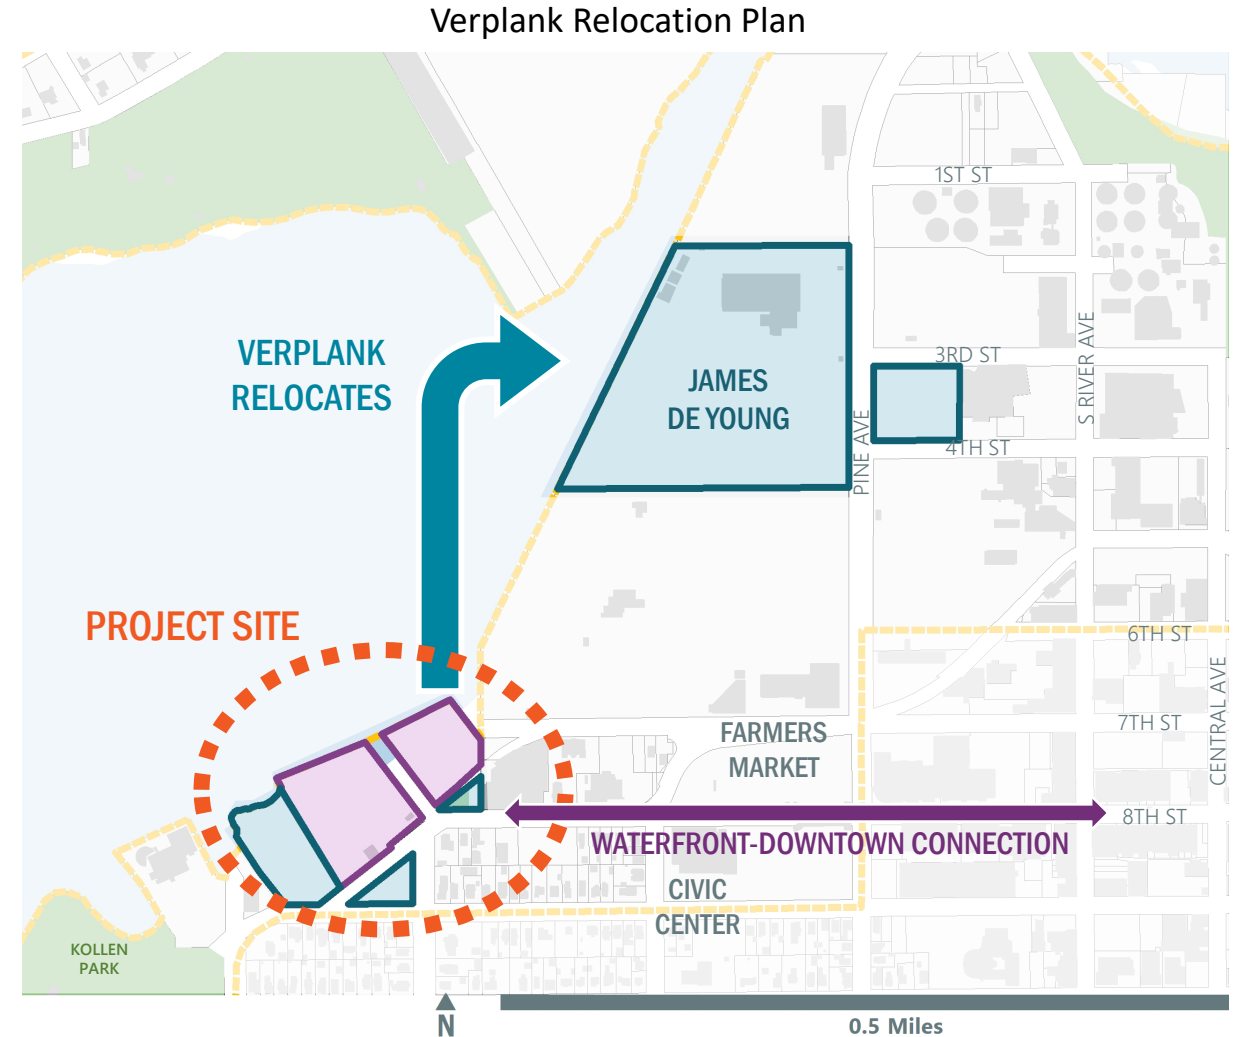 Verplank Relocation Plan
1ST ST
VERPLANK
RELOCATES
3RD ST
S RIVER AVE
JAMES
DE YOUNG
PINE AVE
4TH ST
PROJECT SITE
6TH ST
CENTRAL AVE
7TH ST
FARMERS
MARKET
8TH ST
WATERFRONT-DOWNTOWN CONNECTION
CIVIC
CENTER
KOLLEN
PARK
N
0.5 Miles